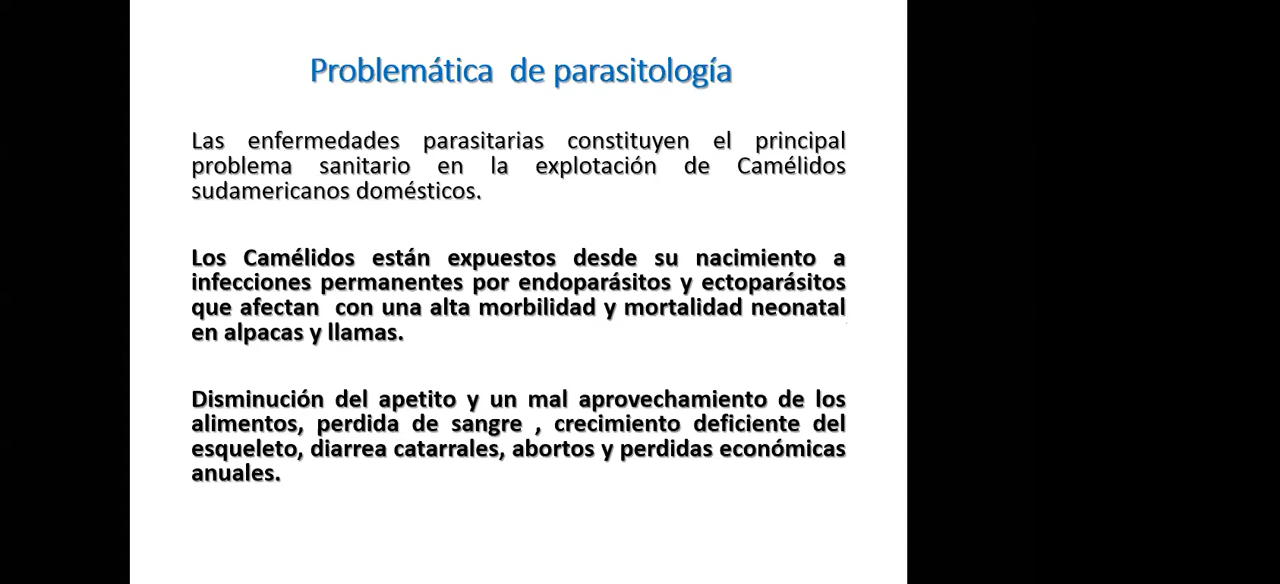 Problemática de parasitología
Las enfermedades parasitarias constituyen el principal
problema sanitario en la explotación de Camélidos
sudamericanos domésticos.
Los Camélidos están expuestos desde su nacimiento a
infecciones permanentes por endoparásitos y ectoparásitos
que afectan con una alta morbilidad y mortalidad neonatal
en alpacas y llamas.
Disminución del apetito y un mal aprovechamiento de los
alimentos, perdida de sangre , crecimiento deficiente del
esqueleto, diarrea catarrales, abortos y perdidas económicas
anuales.